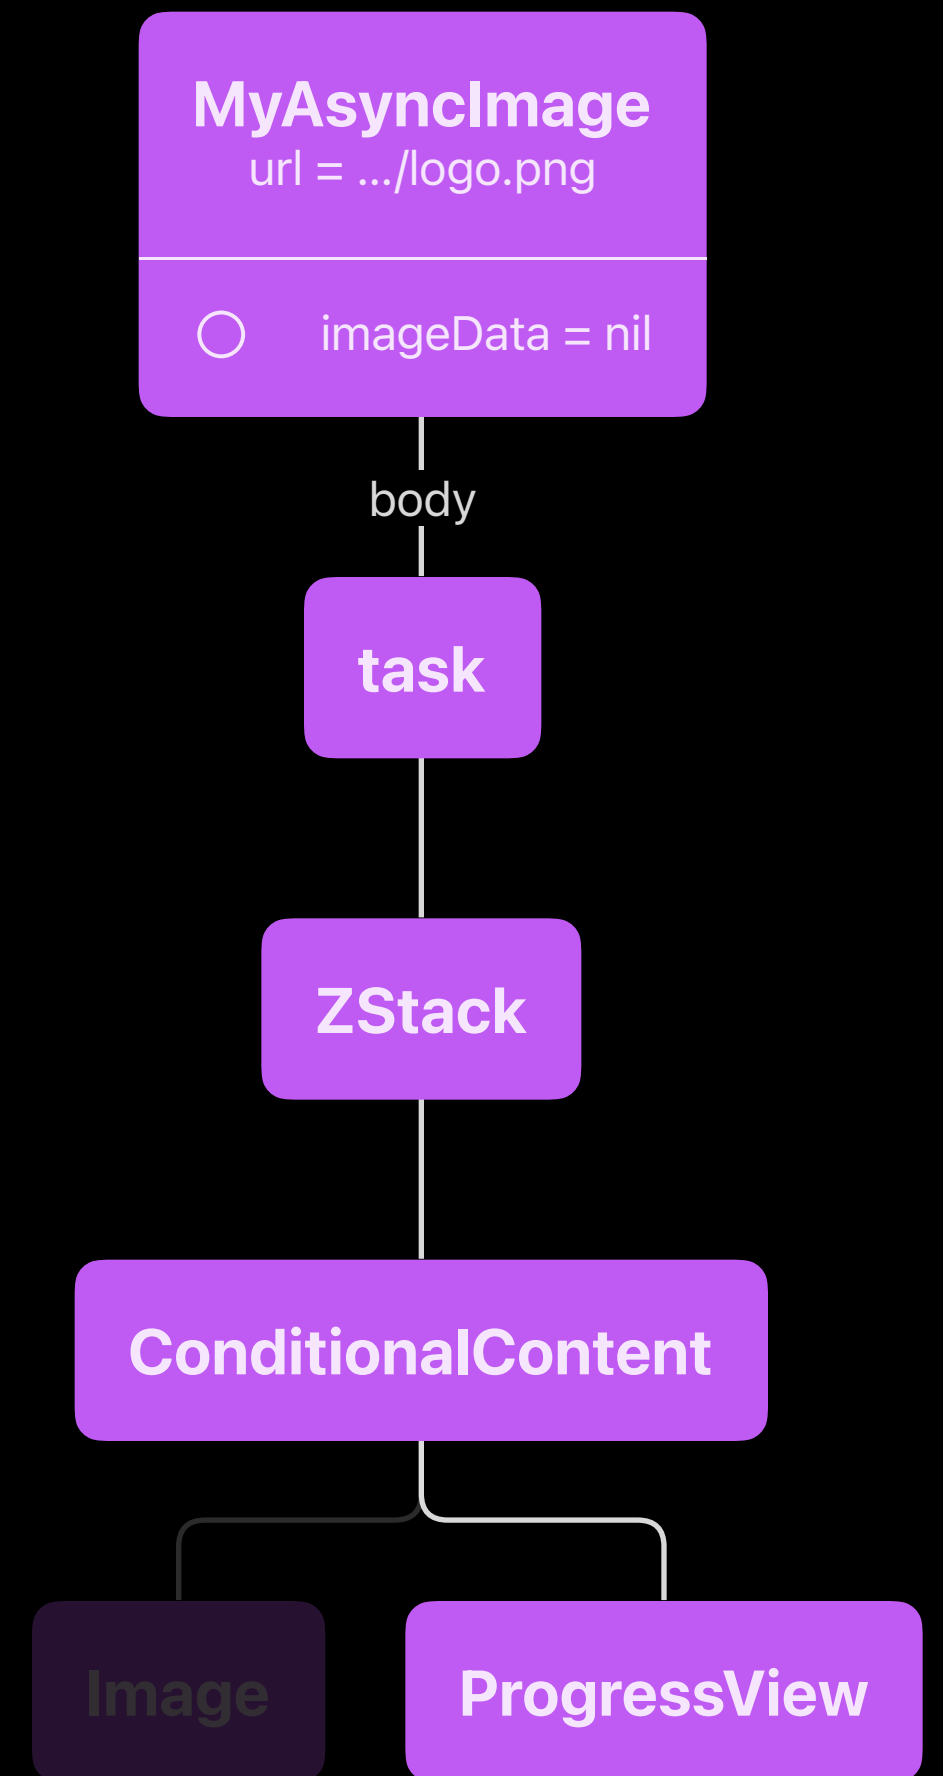 MyAsyncImage
url = .../logo.png
imageData = nil
body
task
ZStack
ConditionalContent
Image
ProgressView